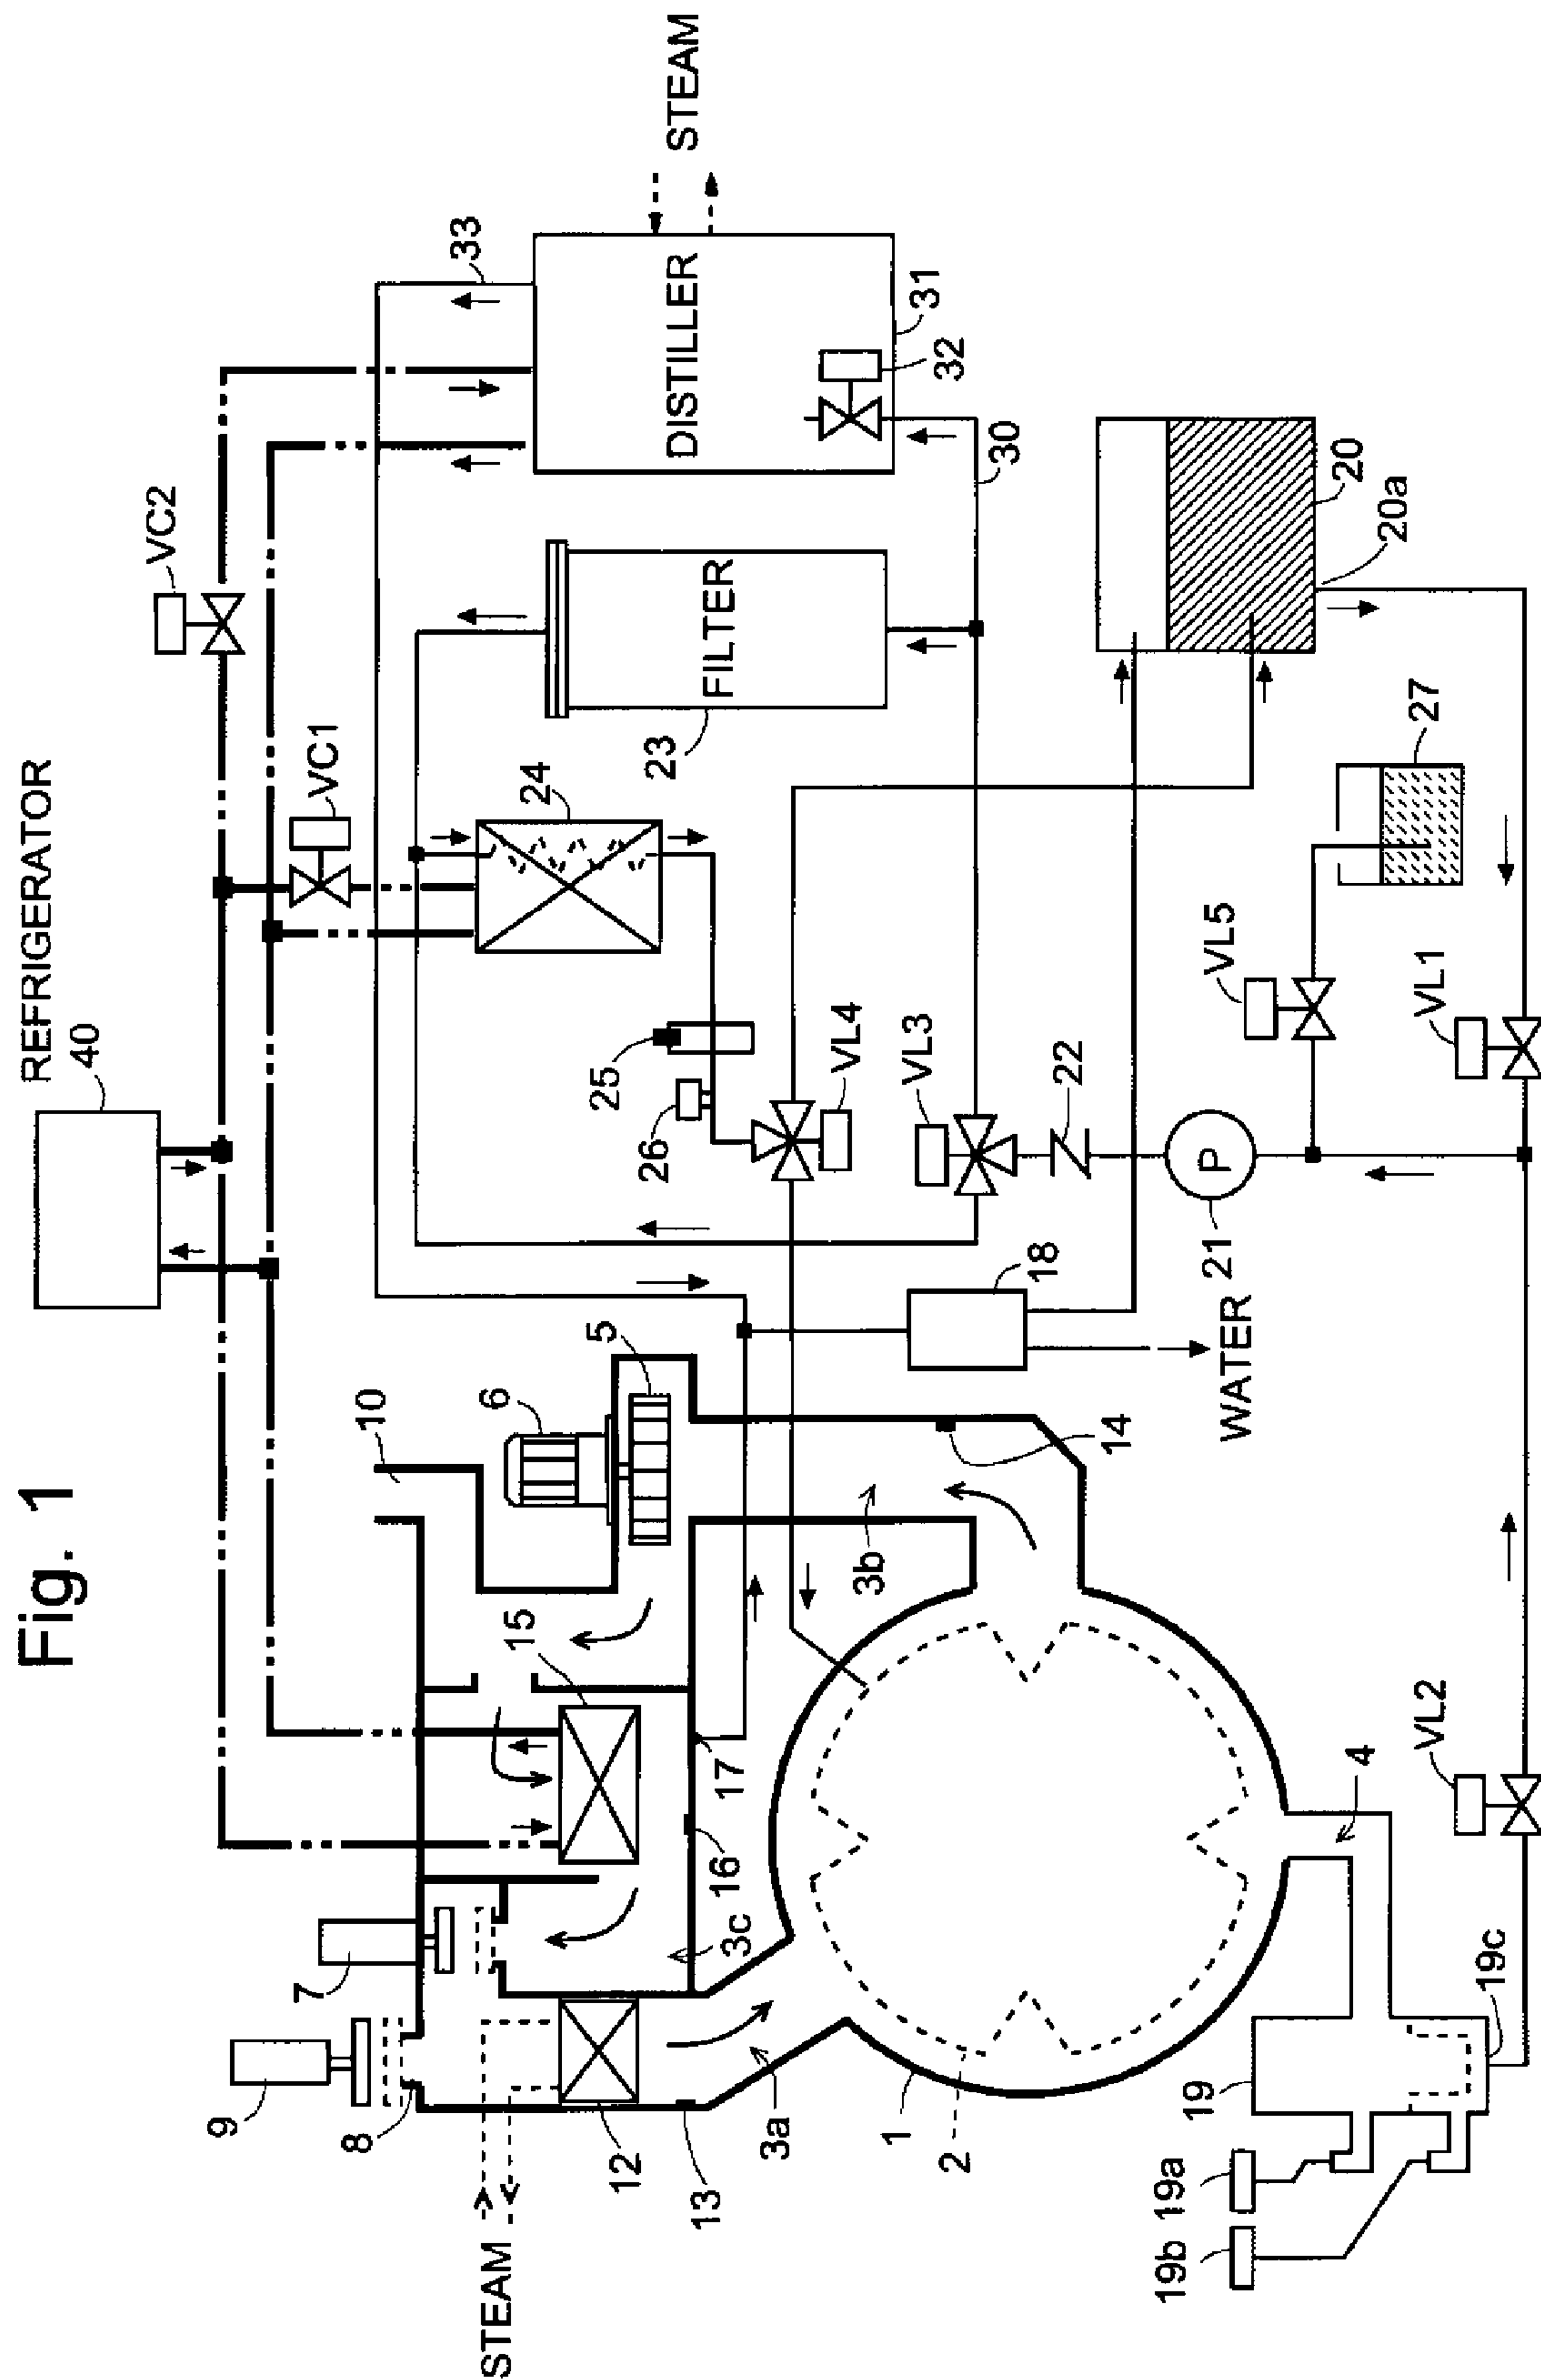 Fig. 1
REFRIGERATOR
40
VC2
VC1
33
STEAM
DISTILLER
31
32
30
FILTER
23
24
25
26
VL4
VL3
22
P
21
20
20a
27
VL5
VL1
10
6
5
15
7
9
8
STEAM
12
13
3a
3c
16
17
3b
14
18
WATER
1
2
4
19
19a
19b
19c
VL2